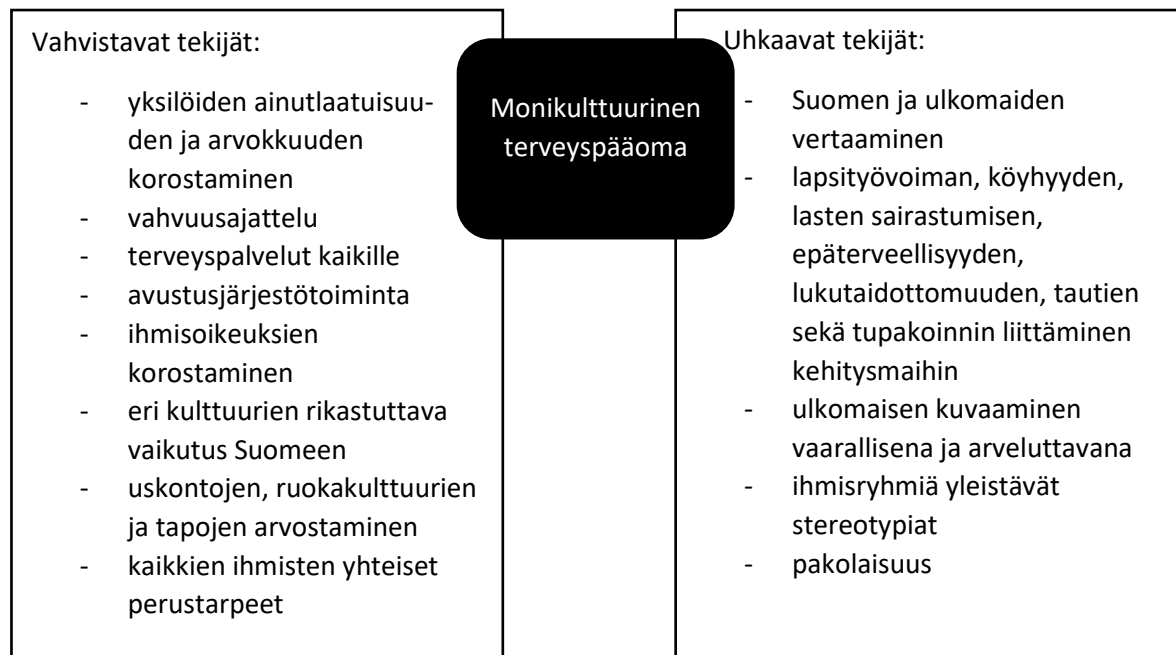 Vahvistavat tekijät:
- yksilöiden ainutlaatuisuu-
den ja arvokkuuden
korostaminen
- vahvuusajattelu
- terveyspalvelut kaikille
- avustusjärjestötoiminta
- ihmisoikeuksien
korostaminen
- eri kulttuurien rikastuttava
vaikutus Suomeen
- uskontojen, ruokakulttuurien
ja tapojen arvostaminen
- kaikkien ihmisten yhteiset
perustarpeet
Monikulttuurinen
terveyspääoma
Uhkaavat tekijät:
- Suomen ja ulkomaiden
vertaaminen
- lapsityövoiman, köyhyyden,
lasten sairastumisen,
epäterveellisyyden,
lukutaidottomuuden, tautien
sekä tupakoinnin liittäminen
kehitysmaihin
- ulkomaisen kuvaaminen
vaarallisena ja arveluttavana
- ihmisryhmiä yleistävät
stereotypiat
- pakolaisuus